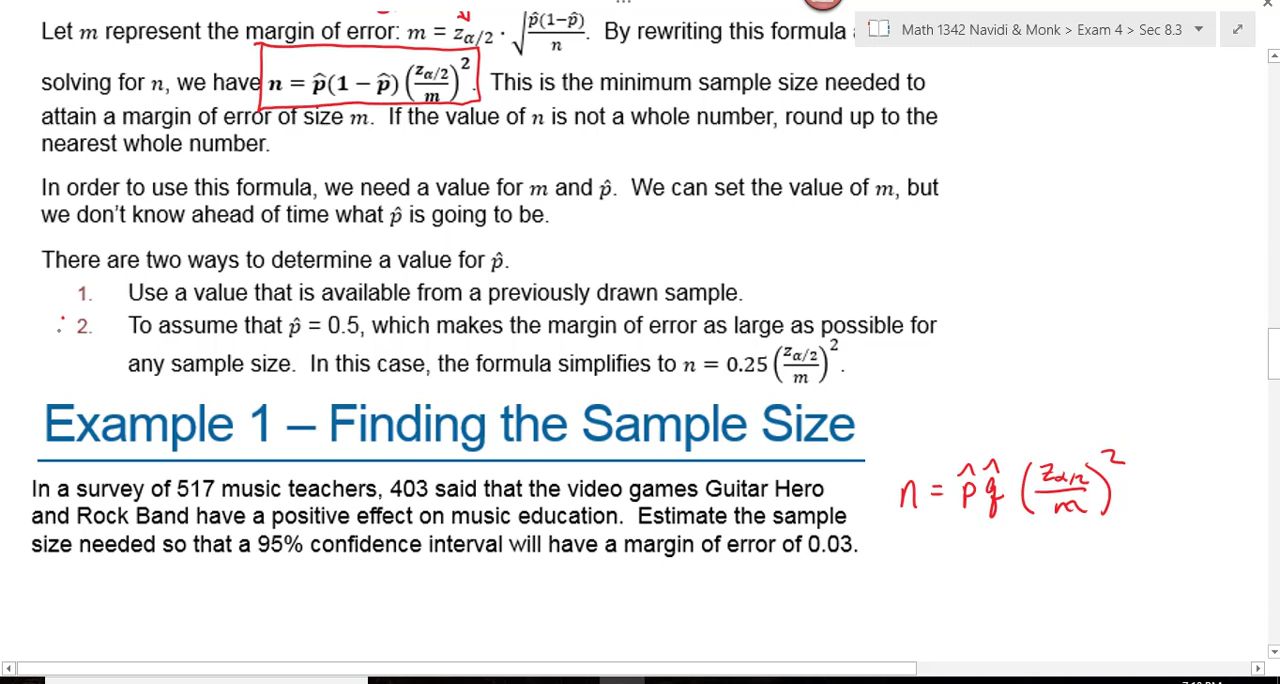 Let m represent the margin of error: m = z_{α/2} · √(p̂(1−p̂)/n). By rewriting this formula
Math 1342 Navidi & Monk > Exam 4 > Sec 8.3
solving for n, we have n = p̂(1 − p̂)(z_{α/2}/m)². This is the minimum sample size needed to
attain a margin of error of size m. If the value of n is not a whole number, round up to the
nearest whole number.
In order to use this formula, we need a value for m and p̂. We can set the value of m, but
we don't know ahead of time what p̂ is going to be.
There are two ways to determine a value for p̂.
1. Use a value that is available from a previously drawn sample.
2. To assume that p̂ = 0.5, which makes the margin of error as large as possible for
any sample size. In this case, the formula simplifies to n = 0.25(z_{α/2}/m)².
Example 1 – Finding the Sample Size
In a survey of 517 music teachers, 403 said that the video games Guitar Hero
and Rock Band have a positive effect on music education. Estimate the sample
size needed so that a 95% confidence interval will have a margin of error of 0.03.
n = p̂ q̂ (z_{α/2}/m)²